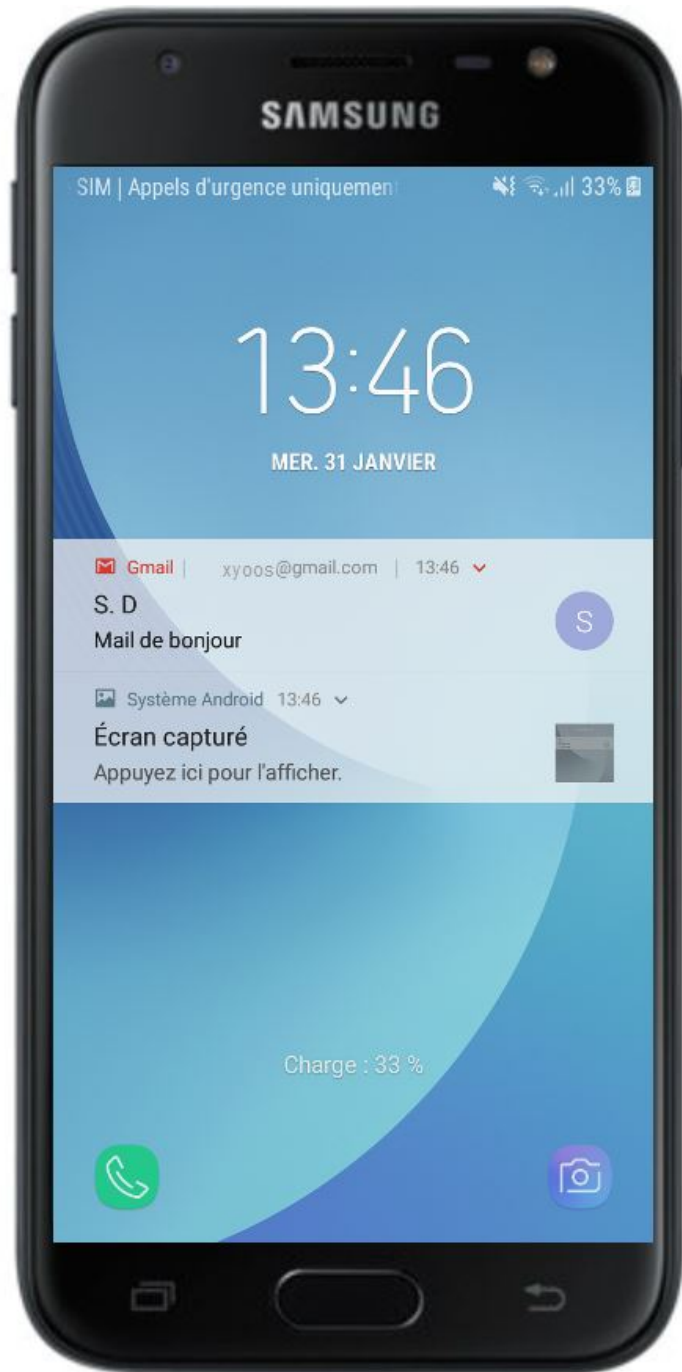 SAMSUNG
SIM | Appels d'urgence uniquement 33%
13:46
MER. 31 JANVIER
Gmail | xyoos@gmail.com | 13:46
S. D
S
Mail de bonjour
Système Android 13:46
Écran capturé
Appuyez ici pour l'afficher.
Charge : 33 %